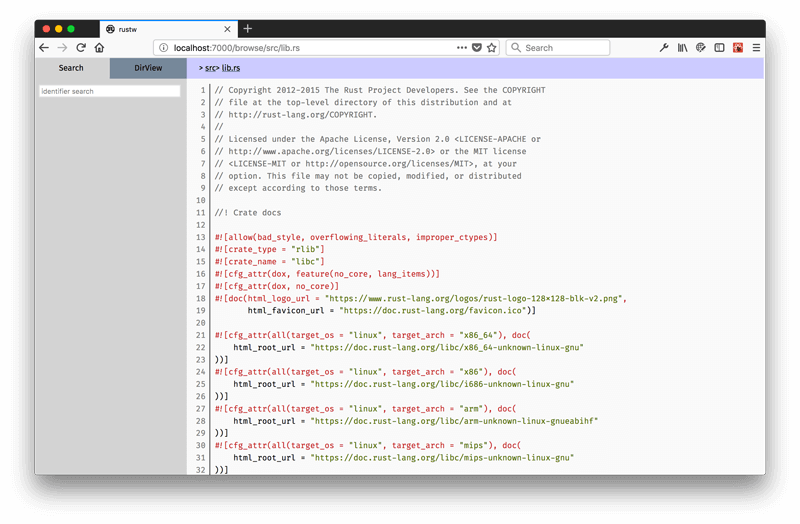 rustw
localhost:7000/browse/src/lib.rs
Search
Search
DirView
> src> lib.rs
identifier search
1 // Copyright 2012-2015 The Rust Project Developers. See the COPYRIGHT
2 // file at the top-level directory of this distribution and at
3 // http://rust-lang.org/COPYRIGHT.
4 //
5 // Licensed under the Apache License, Version 2.0 <LICENSE-APACHE or
6 // http://www.apache.org/licenses/LICENSE-2.0> or the MIT license
7 // <LICENSE-MIT or http://opensource.org/licenses/MIT>, at your
8 // option. This file may not be copied, modified, or distributed
9 // except according to those terms.
10
11 //! Crate docs
12
13 #![allow(bad_style, overflowing_literals, improper_ctypes)]
14 #![crate_type = "rlib"]
15 #![crate_name = "libc"]
16 #![cfg_attr(dox, feature(no_core, lang_items))]
17 #![cfg_attr(dox, no_core)]
18 #![doc(html_logo_url = "https://www.rust-lang.org/logos/rust-logo-128×128-blk-v2.png",
19 html_favicon_url = "https://doc.rust-lang.org/favicon.ico")]
20
21 #![cfg_attr(all(target_os = "linux", target_arch = "x86_64"), doc(
22 html_root_url = "https://doc.rust-lang.org/libc/x86_64-unknown-linux-gnu"
23 ))]
24 #![cfg_attr(all(target_os = "linux", target_arch = "x86"), doc(
25 html_root_url = "https://doc.rust-lang.org/libc/i686-unknown-linux-gnu"
26 ))]
27 #![cfg_attr(all(target_os = "linux", target_arch = "arm"), doc(
28 html_root_url = "https://doc.rust-lang.org/libc/arm-unknown-linux-gnueabihf"
29 ))]
30 #![cfg_attr(all(target_os = "linux", target_arch = "mips"), doc(
31 html_root_url = "https://doc.rust-lang.org/libc/mips-unknown-linux-gnu"
32 ))]